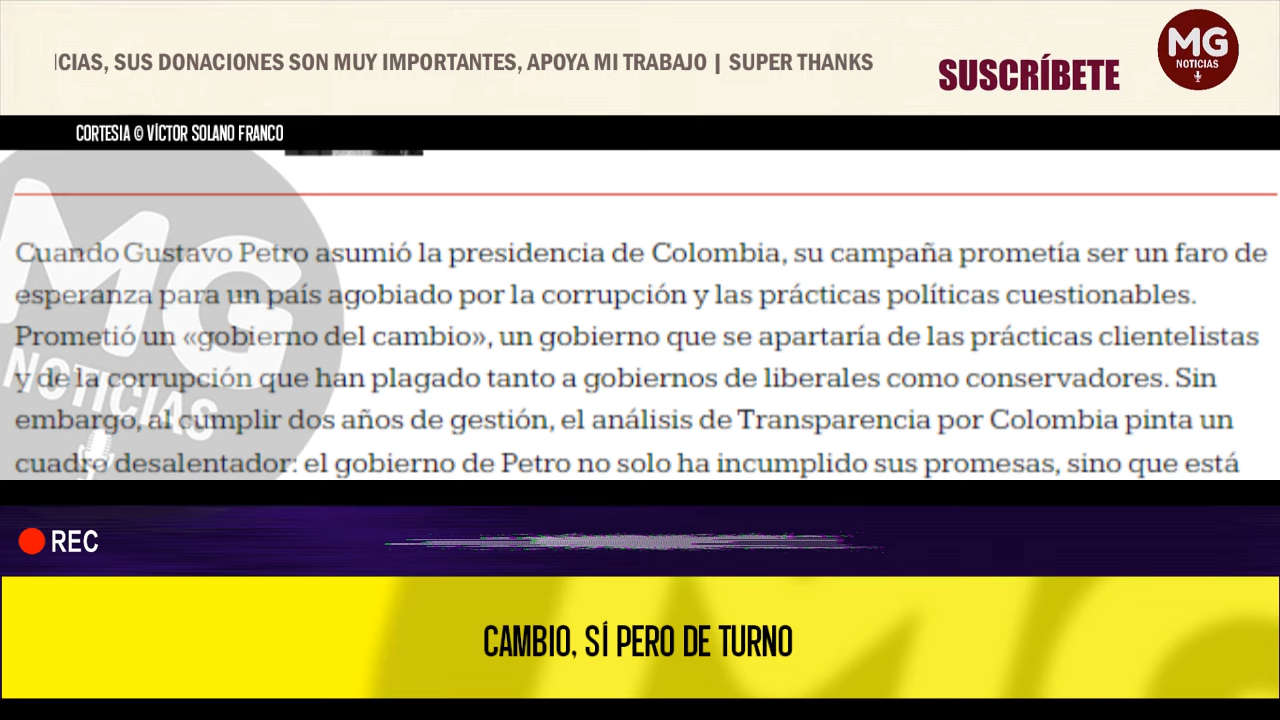 ICIAS, SUS DONACIONES SON MUY IMPORTANTES, APOYA MI TRABAJO | SUPER THANKS
SUSCRÍBETE
MG
NOTICIAS
CORTESIA © VÍCTOR SOLANO FRANCO
Cuando Gustavo Petro asumió la presidencia de Colombia, su campaña prometía ser un faro de
esperanza para un país agobiado por la corrupción y las prácticas políticas cuestionables.
Prometió un «gobierno del cambio», un gobierno que se apartaría de las prácticas clientelistas
y de la corrupción que han plagado tanto a gobiernos de liberales como conservadores. Sin
embargo, al cumplir dos años de gestión, el análisis de Transparencia por Colombia pinta un
cuadro desalentador: el gobierno de Petro no solo ha incumplido sus promesas, sino que está
MG
NOTICIAS
REC
CAMBIO, SÍ PERO DE TURNO